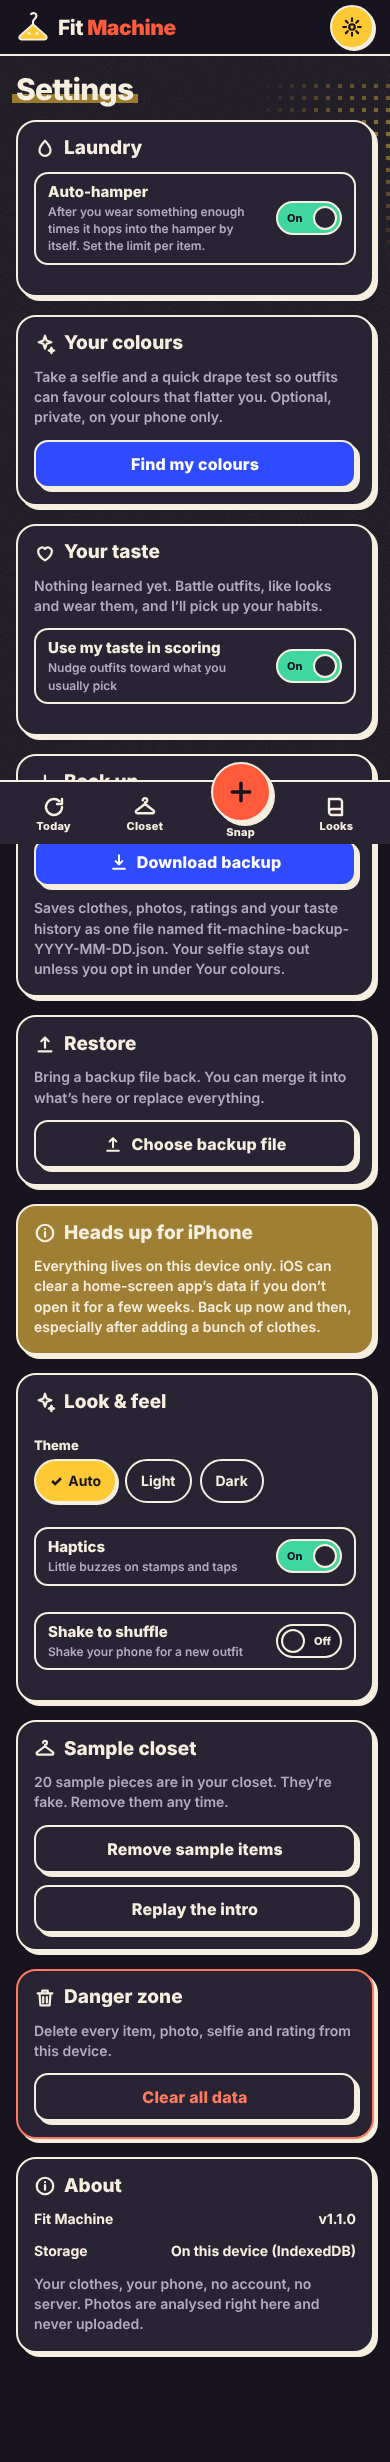 Fit Machine
Settings
Laundry
Auto-hamper
After you wear something enough
times it hops into the hamper by
itself. Set the limit per item.
On
Your colours
Take a selfie and a quick drape test so outfits
can favour colours that flatter you. Optional,
private, on your phone only.
Find my colours
Your taste
Nothing learned yet. Battle outfits, like looks
and wear them, and I’ll pick up your habits.
Use my taste in scoring
Nudge outfits toward what you
usually pick
On
Today
Closet
Snap
Looks
Download backup
Saves clothes, photos, ratings and your taste
history as one file named fit-machine-backup-
YYYY-MM-DD.json. Your selfie stays out
unless you opt in under Your colours.
Restore
Bring a backup file back. You can merge it into
what’s here or replace everything.
Choose backup file
Heads up for iPhone
Everything lives on this device only. iOS can
clear a home-screen app’s data if you don’t
open it for a few weeks. Back up now and then,
especially after adding a bunch of clothes.
Look & feel
Theme
Auto
Light
Dark
Haptics
Little buzzes on stamps and taps
On
Shake to shuffle
Shake your phone for a new outfit
Off
Sample closet
20 sample pieces are in your closet. They’re
fake. Remove them any time.
Remove sample items
Replay the intro
Danger zone
Delete every item, photo, selfie and rating from
this device.
Clear all data
About
Fit Machine v1.1.0
Storage On this device (IndexedDB)
Your clothes, your phone, no account, no
server. Photos are analysed right here and
never uploaded.